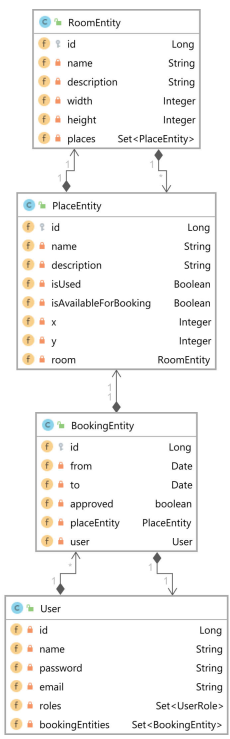 RoomEntity
id Long
name String
description String
width Integer
height Integer
places Set<PlaceEntity>
1 1
1 *
PlaceEntity
id Long
name String
description String
isUsed Boolean
isAvailableForBooking Boolean
x Integer
y Integer
room RoomEntity
1
1
BookingEntity
id Long
from Date
to Date
approved boolean
placeEntity PlaceEntity
user User
* 1
1 1
User
id Long
name String
password String
email String
roles Set<UserRole>
bookingEntities Set<BookingEntity>